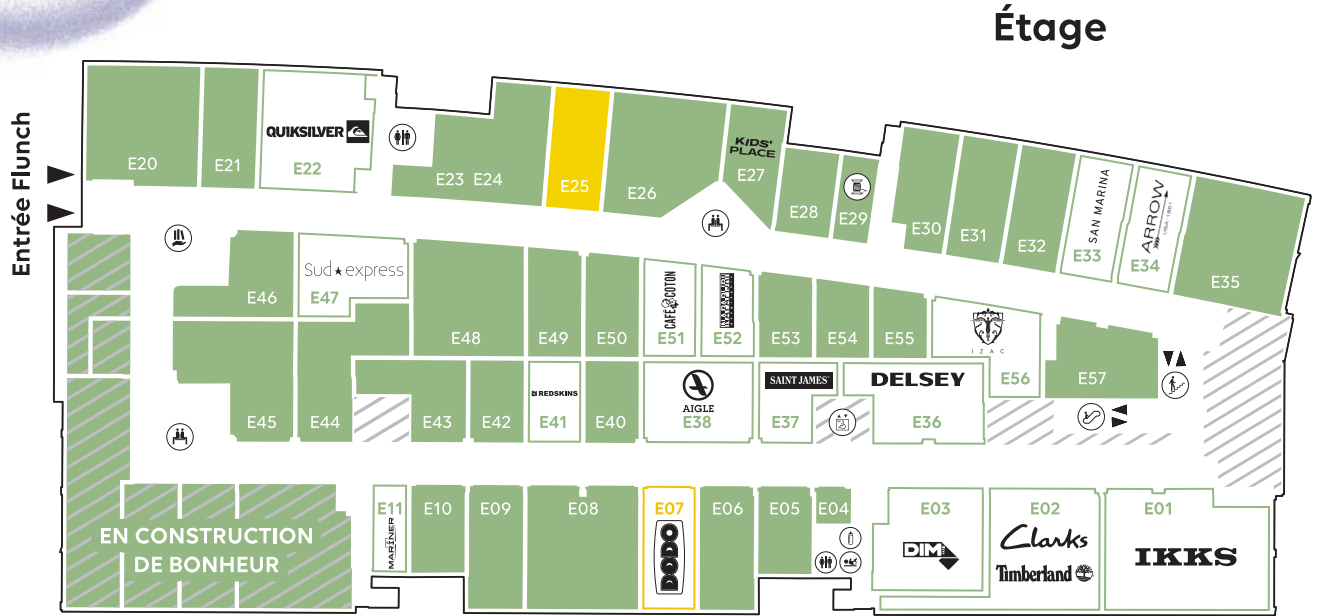 Étage
Entrée Flunch
E20
E21
QUIKSILVER
E22
E23 E24
E25
E26
KIDS'
PLACE
E27
E28
E29
E30
E31
E32
SAN MARINA
E33
ARROW
USA·1851
E34
E35
E46
Sud express
E47
E48
E49
E50
CAFÉ COTON
E51
E52
E53
E54
E55
IZAC
E56
E57
E45
E44
E43
E42
REDSKINS
E41
E40
AIGLE
E38
SAINT JAMES
E37
DELSEY
E36
EN CONSTRUCTION
DE BONHEUR
E11
MARINER
E10
E09
E08
E07
DODO
E06
E05
E04
E03
DIM
E02
Clarks
Timberland
E01
IKKS